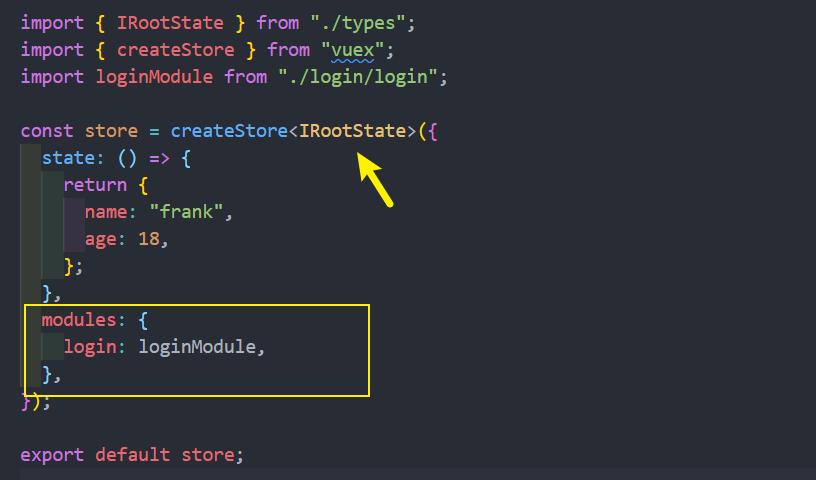 import { IRootState } from "./types";
import { createStore } from "vuex";
import loginModule from "./login/login";
const store = createStore<IRootState>({
state: () => {
return {
name: "frank",
age: 18,
};
},
modules: {
login: loginModule,
},
});
export default store;